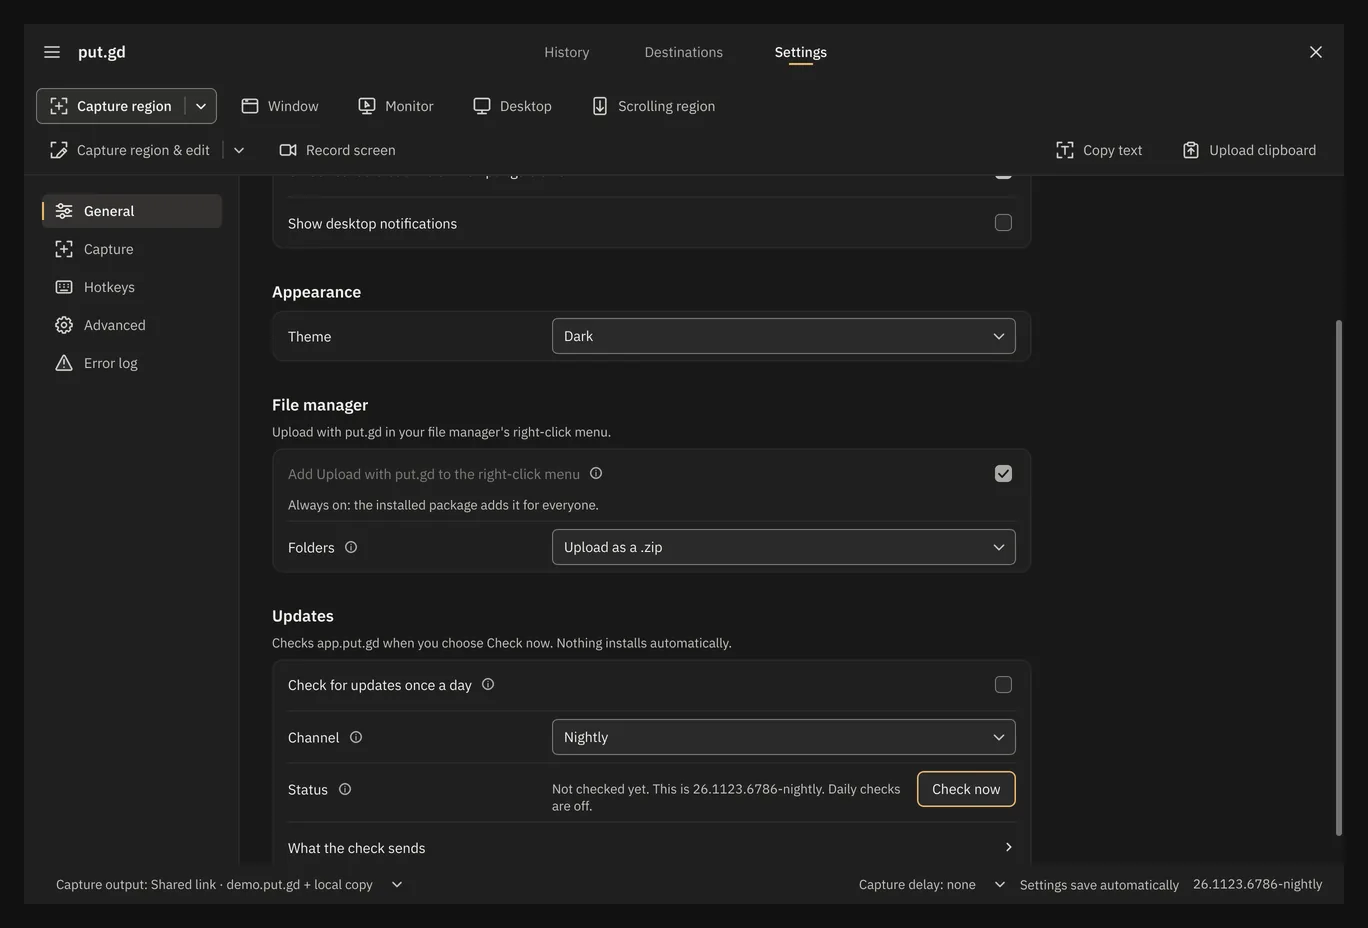 put.gd
History
Destinations
Settings
Capture region
Window
Monitor
Desktop
Scrolling region
Capture region & edit
Record screen
Copy text
Upload clipboard
General
Capture
Hotkeys
Advanced
Error log
Show desktop notifications
Appearance
Theme
Dark
File manager
Upload with put.gd in your file manager's right-click menu.
Add Upload with put.gd to the right-click menu
Always on: the installed package adds it for everyone.
Folders
Upload as a .zip
Updates
Checks app.put.gd when you choose Check now. Nothing installs automatically.
Check for updates once a day
Channel
Nightly
Status
Not checked yet. This is 26.1123.6786-nightly. Daily checks
are off.
Check now
What the check sends
Capture output: Shared link · demo.put.gd + local copy
Capture delay: none
Settings save automatically
26.1123.6786-nightly